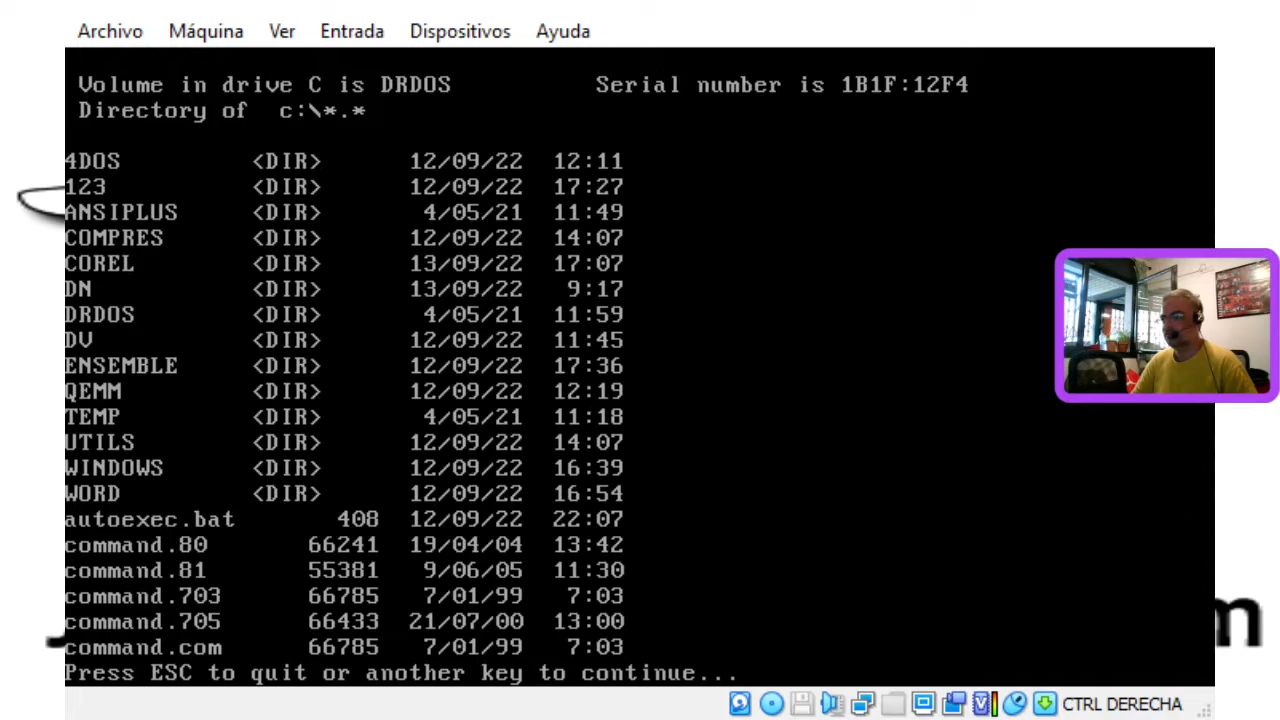 Archivo Máquina Ver Entrada Dispositivos Ayuda
Volume in drive C is DRDOS Serial number is 1B1F:12F4
Directory of c:\*.*
4DOS <DIR> 12/09/22 12:11
123 <DIR> 12/09/22 17:27
ANSIPLUS <DIR> 4/05/21 11:49
COMPRES <DIR> 12/09/22 14:07
COREL <DIR> 13/09/22 17:07
DN <DIR> 13/09/22 9:17
DRDOS <DIR> 4/05/21 11:59
DV <DIR> 12/09/22 11:45
ENSEMBLE <DIR> 12/09/22 17:36
QEMM <DIR> 12/09/22 12:19
TEMP <DIR> 4/05/21 11:18
UTILS <DIR> 12/09/22 14:07
WINDOWS <DIR> 12/09/22 16:39
WORD <DIR> 12/09/22 16:54
autoexec.bat 408 12/09/22 22:07
command.80 66241 19/04/04 13:42
command.81 55381 9/06/05 11:30
command.703 66785 7/01/99 7:03
command.705 66433 21/07/00 13:00
command.com 66785 7/01/99 7:03
Press ESC to quit or another key to continue...
CTRL DERECHA